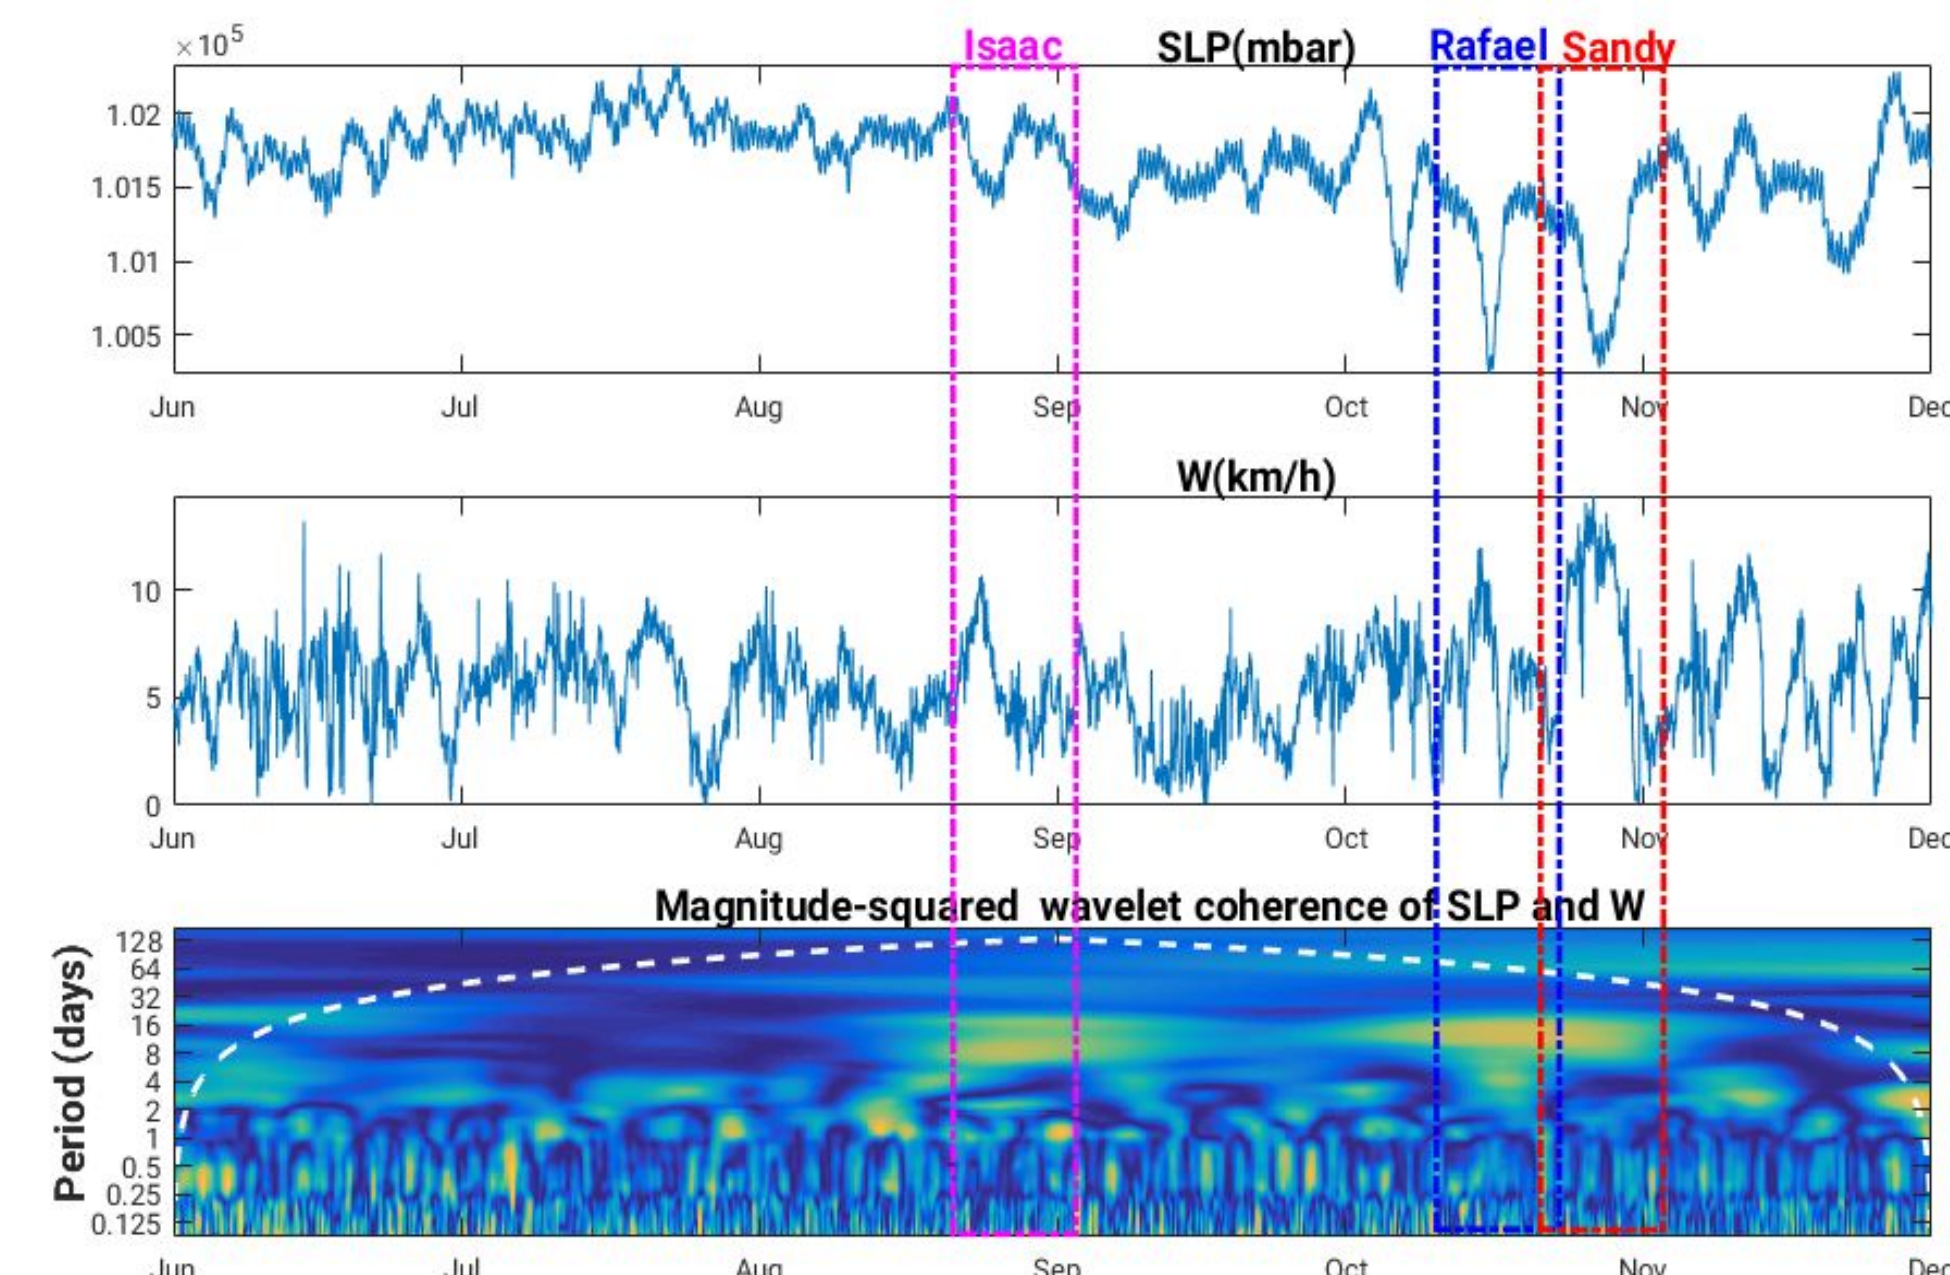 ×10⁵
Isaac SLP(mbar) Rafael Sandy
1.02
1.015
1.01
1.005
Jun Jul Aug Sep Oct Nov Dec
W(km/h)
10
5
0
Jun Jul Aug Sep Oct Nov Dec
Magnitude-squared wavelet coherence of SLP and W
Period (days)
128
64
32
16
8
4
2
1
0.5
0.25
0.125
Jun Jul Aug Sep Oct Nov Dec